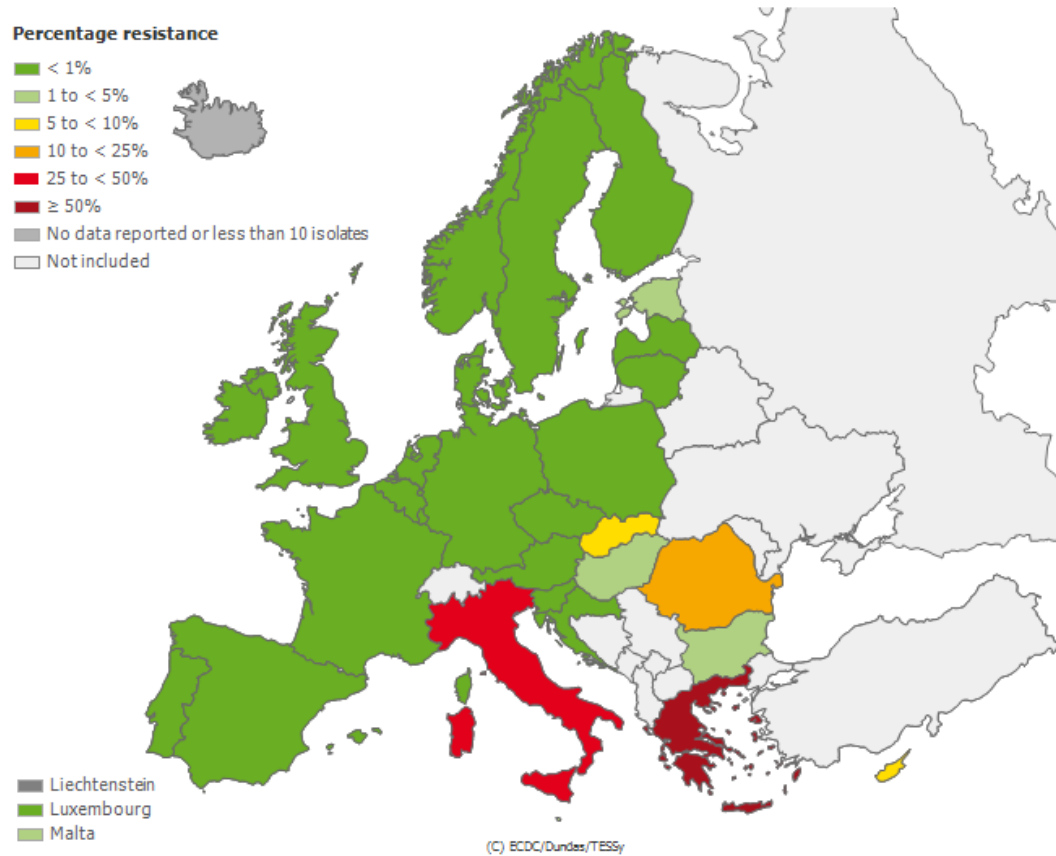 Percentage resistance
< 1%
1 to < 5%
5 to < 10%
10 to < 25%
25 to < 50%
≥ 50%
No data reported or less than 10 isolates
Not included
Liechtenstein
Luxembourg
Malta
(C) ECDC/Dundas/TESSy